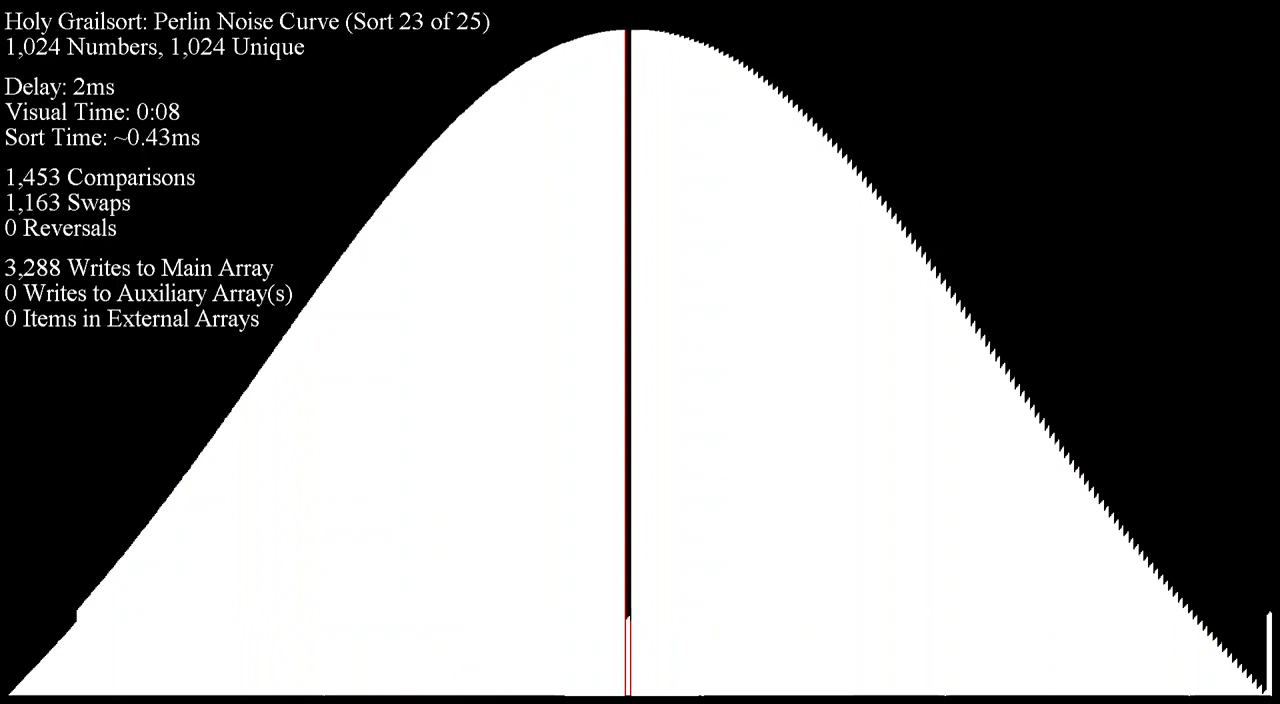 Holy Grailsort: Perlin Noise Curve (Sort 23 of 25)
1,024 Numbers, 1,024 Unique
Delay: 2ms
Visual Time: 0:08
Sort Time: ~0.43ms
1,453 Comparisons
1,163 Swaps
0 Reversals
3,288 Writes to Main Array
0 Writes to Auxiliary Array(s)
0 Items in External Arrays